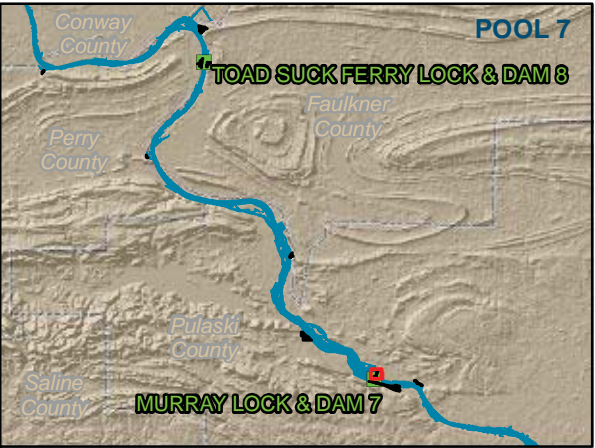 Conway
County
POOL 7
TOAD SUCK FERRY LOCK & DAM 8
Faulkner
County
Perry
County
Pulaski
County
Saline
County
MURRAY LOCK & DAM 7